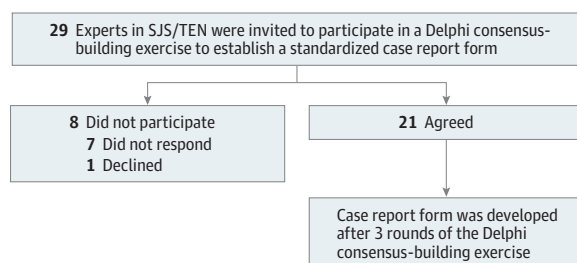 29 Experts in SJS/TEN were invited to participate in a Delphi consensus-
building exercise to establish a standardized case report form
8 Did not participate
7 Did not respond
1 Declined
21 Agreed
Case report form was developed
after 3 rounds of the Delphi
consensus-building exercise